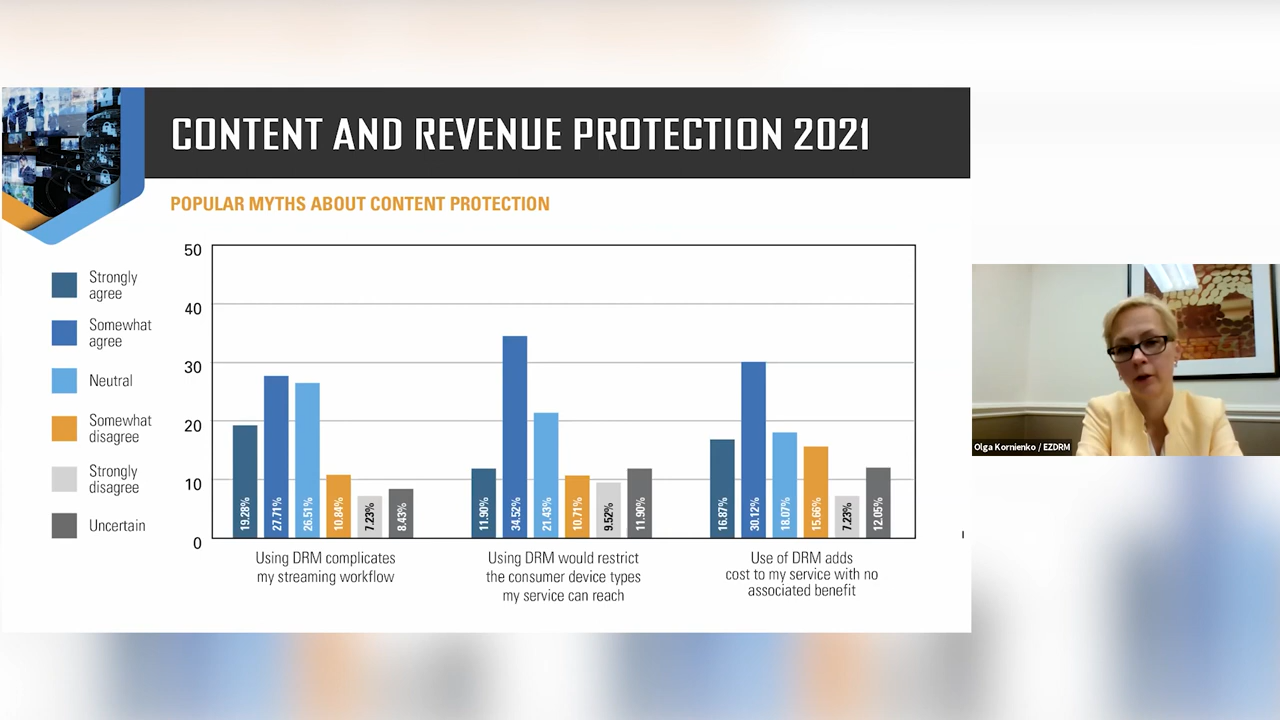 CONTENT AND REVENUE PROTECTION 2021
POPULAR MYTHS ABOUT CONTENT PROTECTION
Strongly
agree
Somewhat
agree
Neutral
Somewhat
disagree
Strongly
disagree
Uncertain
50
40
30
20
10
0
19.28%
27.71%
26.51%
10.84%
7.23%
8.43%
11.90%
34.52%
21.43%
10.71%
9.52%
11.90%
16.87%
30.12%
18.07%
15.66%
7.23%
12.05%
Using DRM complicates
my streaming workflow
Using DRM would restrict
the consumer device types
my service can reach
Use of DRM adds
cost to my service with no
associated benefit
Olga Kornienko / EZDRM